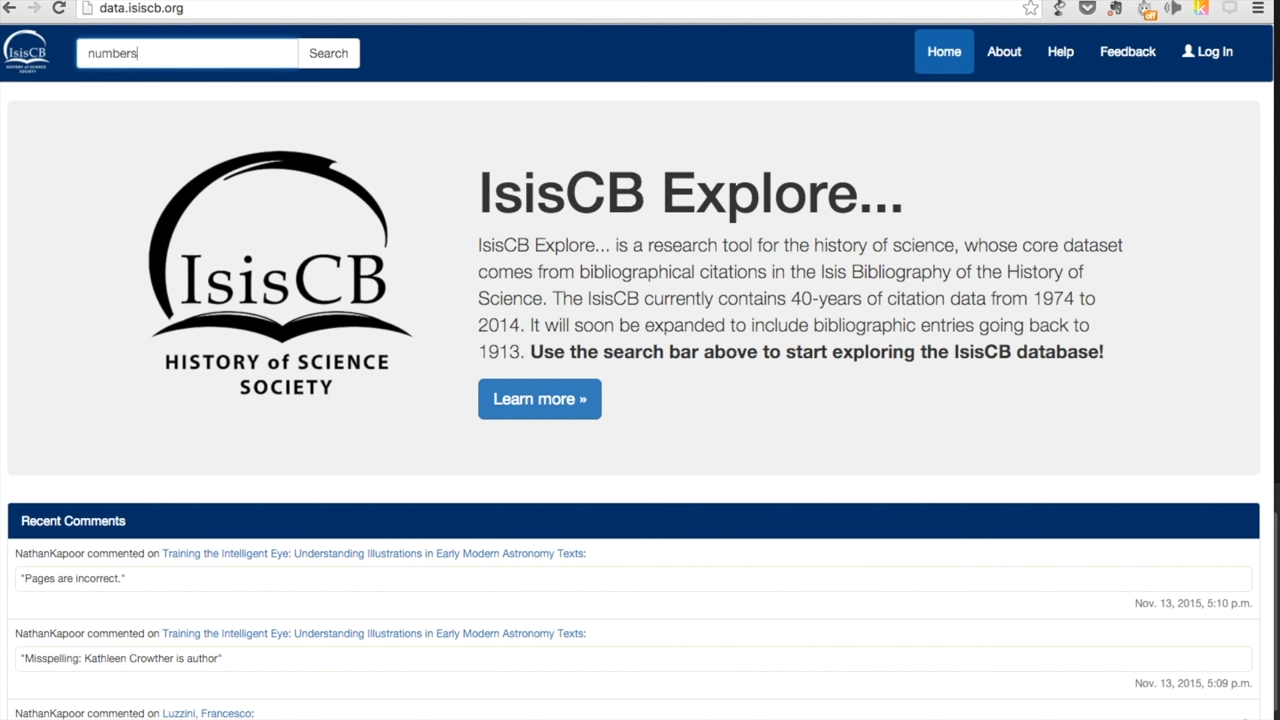 data.isiscb.org
IsisCB
HISTORY of SCIENCE
SOCIETY
numbers
Search
Home
About
Help
Feedback
Log In
off
IsisCB
HISTORY of SCIENCE
SOCIETY
IsisCB Explore...
IsisCB Explore... is a research tool for the history of science, whose core dataset
comes from bibliographical citations in the Isis Bibliography of the History of
Science. The IsisCB currently contains 40-years of citation data from 1974 to
2014. It will soon be expanded to include bibliographic entries going back to
1913. Use the search bar above to start exploring the IsisCB database!
Learn more »
Recent Comments
NathanKapoor commented on Training the Intelligent Eye: Understanding Illustrations in Early Modern Astronomy Texts:
"Pages are incorrect."
Nov. 13, 2015, 5:10 p.m.
NathanKapoor commented on Training the Intelligent Eye: Understanding Illustrations in Early Modern Astronomy Texts:
"Misspelling: Kathleen Crowther is author"
Nov. 13, 2015, 5:09 p.m.
NathanKapoor commented on Luzzini, Francesco: